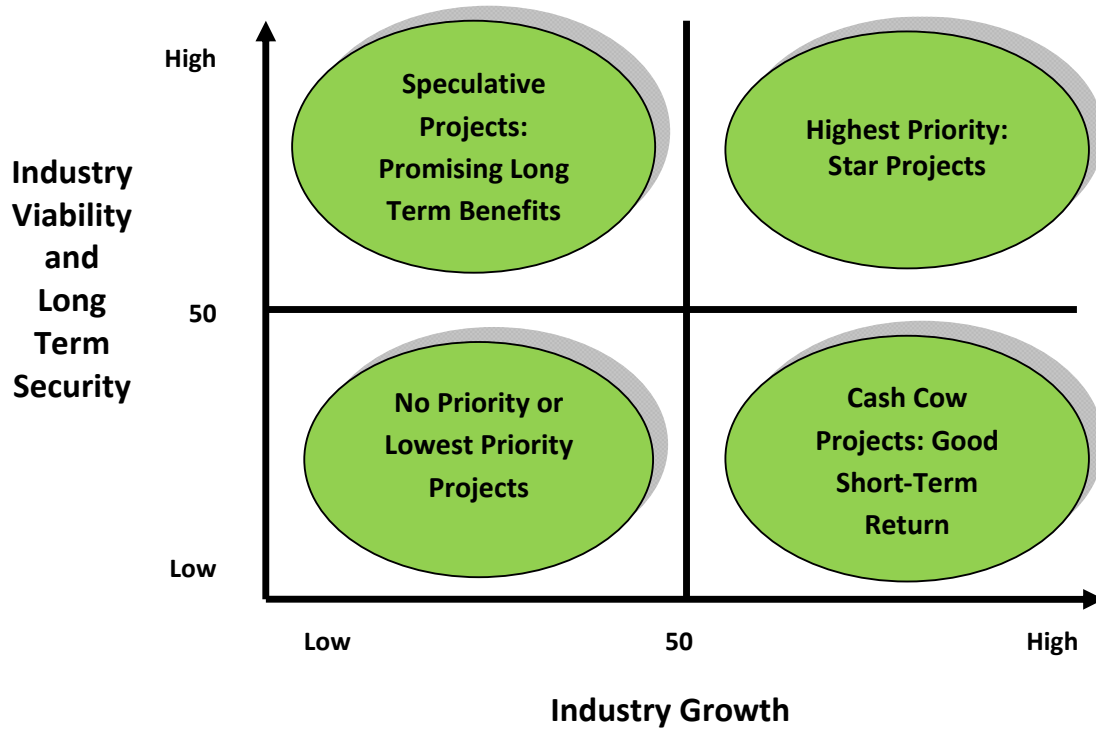 High
Industry
Viability
and
Long
Term
Security
50
Low
Speculative
Projects:
Promising Long
Term Benefits
Highest Priority:
Star Projects
No Priority or
Lowest Priority
Projects
Cash Cow
Projects: Good
Short-Term
Return
Low
50
High
Industry Growth